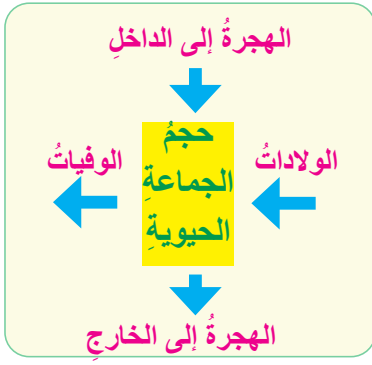 الهجرةُ إلى الداخلِ
الولاداتُ
حجمُ
الجماعةِ
الحيويةِ
الوفياتُ
الهجرةُ إلى الخارجِ